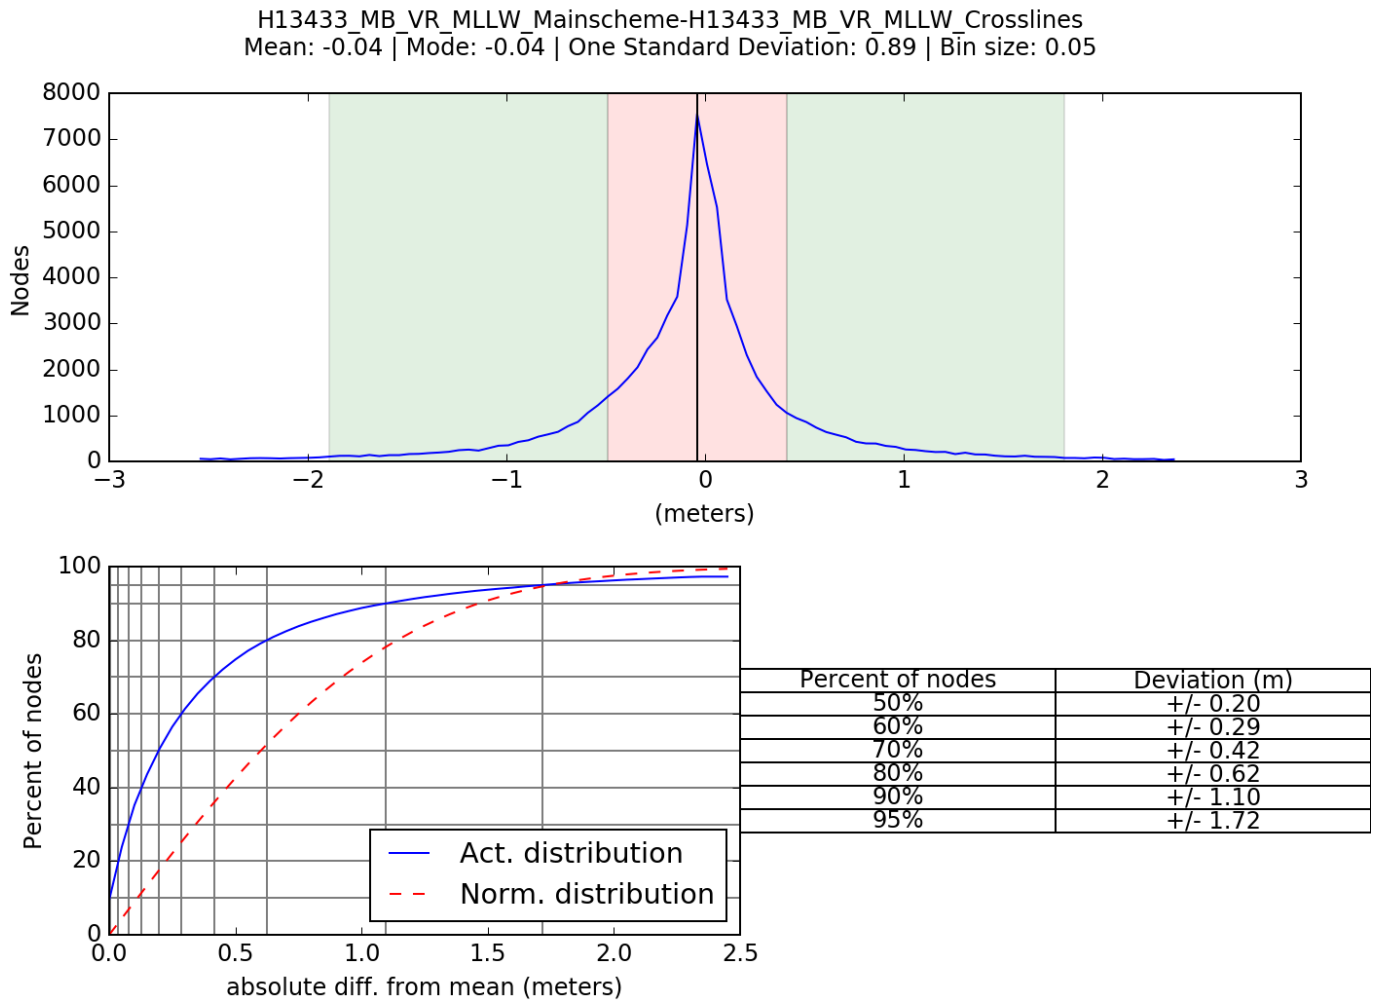 H13433_MB_VR_MLLW_Mainscheme-H13433_MB_VR_MLLW_Crosslines
Mean: -0.04 | Mode: -0.04 | One Standard Deviation: 0.89 | Bin size: 0.05
8000
7000
6000
5000
4000
3000
2000
1000
0
Nodes
−3 −2 −1 0 1 2 3
(meters)
100
80
60
40
20
0
Percent of nodes
Act. distribution
Norm. distribution
0.0 0.5 1.0 1.5 2.0 2.5
absolute diff. from mean (meters)
Percent of nodes Deviation (m)
50% +/- 0.20
60% +/- 0.29
70% +/- 0.42
80% +/- 0.62
90% +/- 1.10
95% +/- 1.72